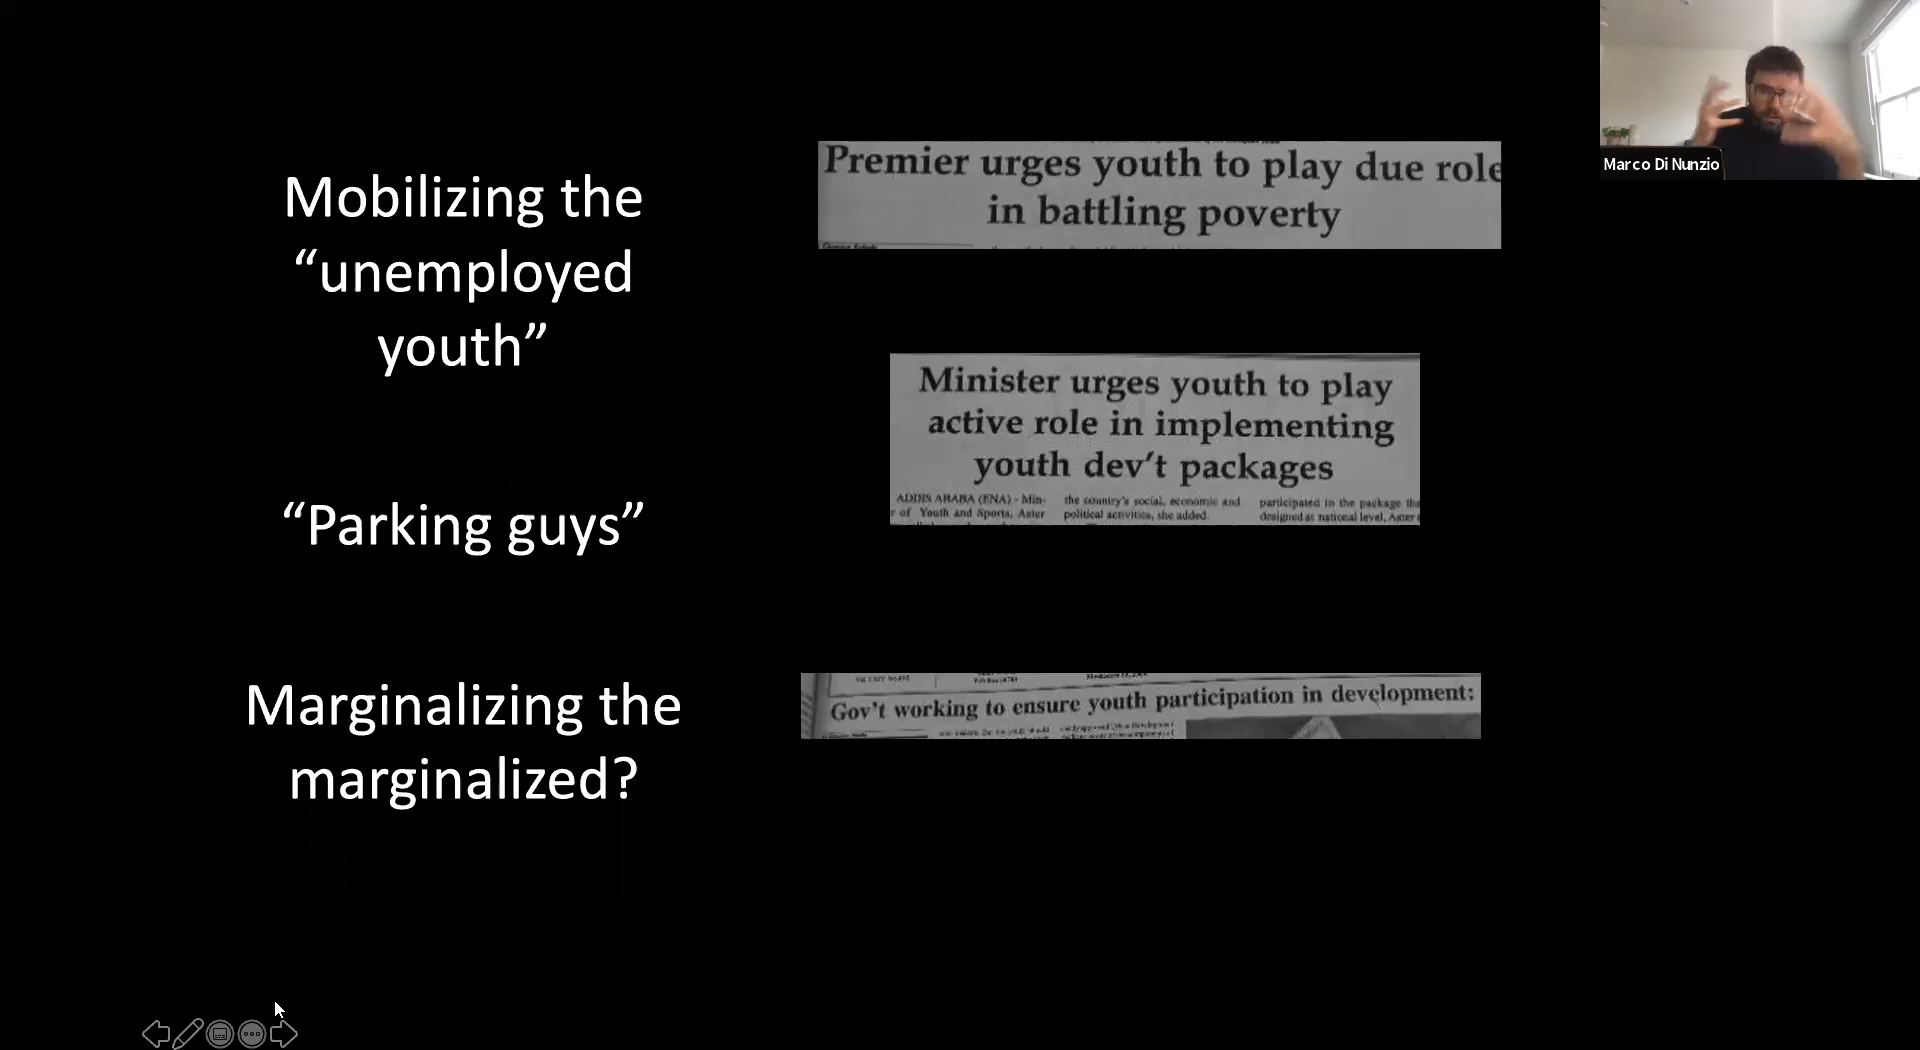 Mobilizing the
“unemployed
youth”
“Parking guys”
Marginalizing the
marginalized?
Premier urges youth to play due role
in battling poverty
Minister urges youth to play
active role in implementing
youth dev’t packages
ADDIS ABABA (ENA) - Min-
r of Youth and Sports, Aster
the country's social, economic and
political activities, she added.
participated in the package tha
designed at national level, Aster
Gov’t working to ensure youth participation in development:
Marco Di Nunzio